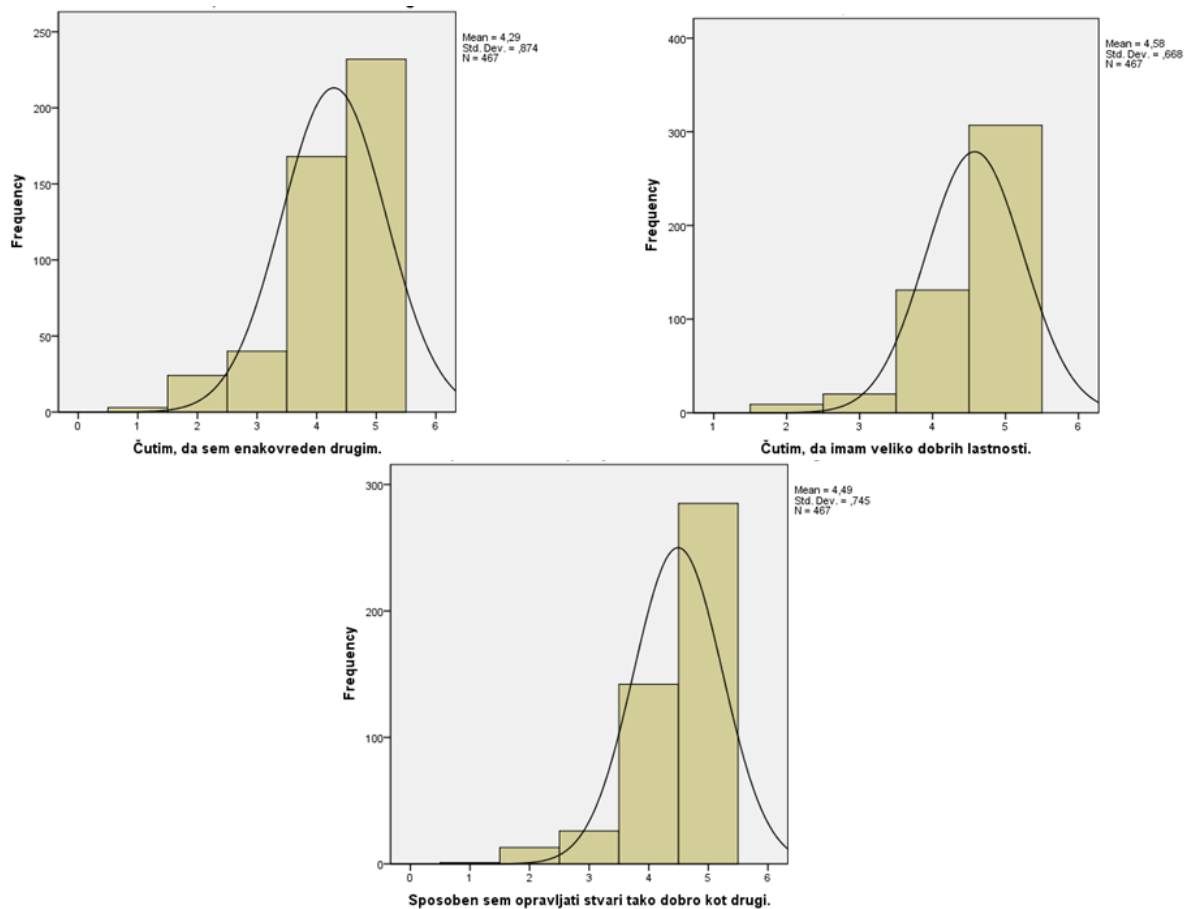 250
200
150
100
50
0
Frequency
0 1 2 3 4 5 6
Čutim, da sem enakovreden drugim.
Mean = 4,29
Std. Dev. = ,874
N = 467
400
300
200
100
0
Frequency
1 2 3 4 5 6
Čutim, da imam veliko dobrih lastnosti.
Mean = 4,58
Std. Dev. = ,668
N = 467
300
200
100
0
Frequency
0 1 2 3 4 5 6
Sposoben sem opravljati stvari tako dobro kot drugi.
Mean = 4,49
Std. Dev. = ,745
N = 467